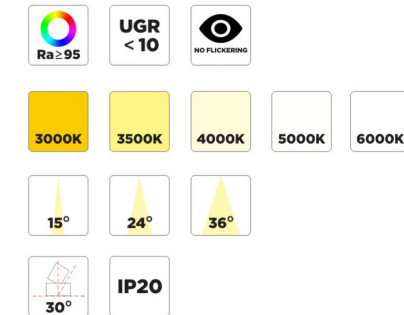 Ra≥95
UGR
< 10
NO FLICKERING
3000K
3500K
4000K
5000K
6000K
15°
24°
36°
30°
IP20